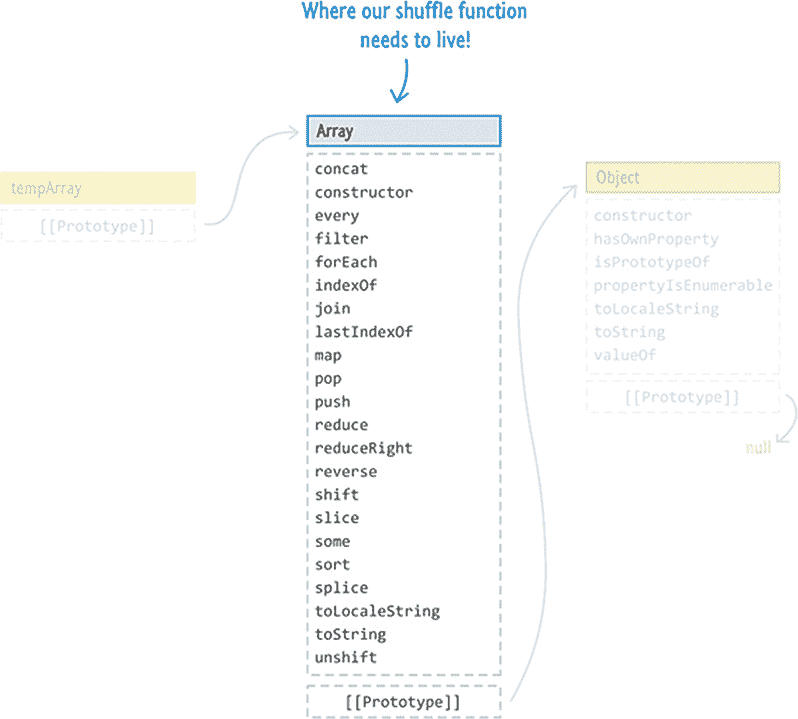 Where our shuffle function
needs to live!
tempArray
[[Prototype]]
Array
concat
constructor
every
filter
forEach
indexOf
join
lastIndexOf
map
pop
push
reduce
reduceRight
reverse
shift
slice
some
sort
splice
toLocaleString
toString
unshift
[[Prototype]]
Object
constructor
hasOwnProperty
isPrototypeOf
propertyIsEnumerable
toLocaleString
toString
valueOf
[[Prototype]]
null